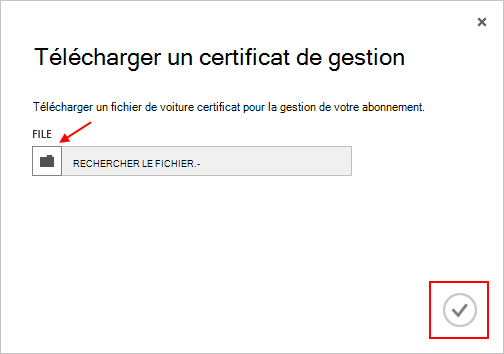 Télécharger un certificat de gestion
Télécharger un fichier de voiture certificat pour la gestion de votre abonnement.
FILE
RECHERCHER LE FICHIER.-